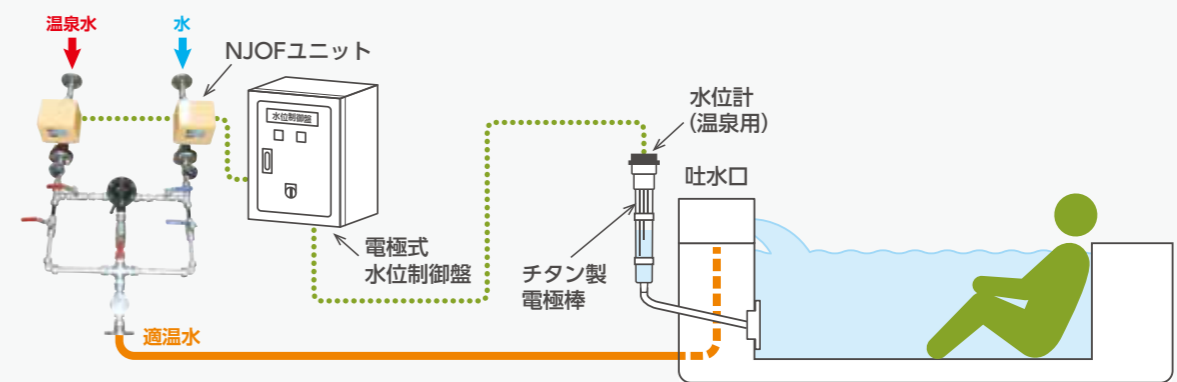 温泉水
水
NJOFユニット
水位制御盤
電極式
水位制御盤
水位計
(温泉用)
吐水口
チタン製
電極棒
適温水